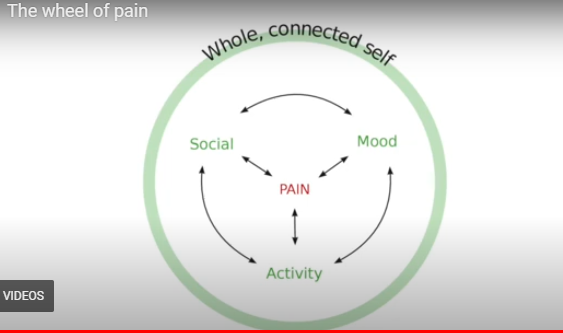 The wheel of pain
Whole, connected self
Social
Mood
PAIN
Activity
VIDEOS